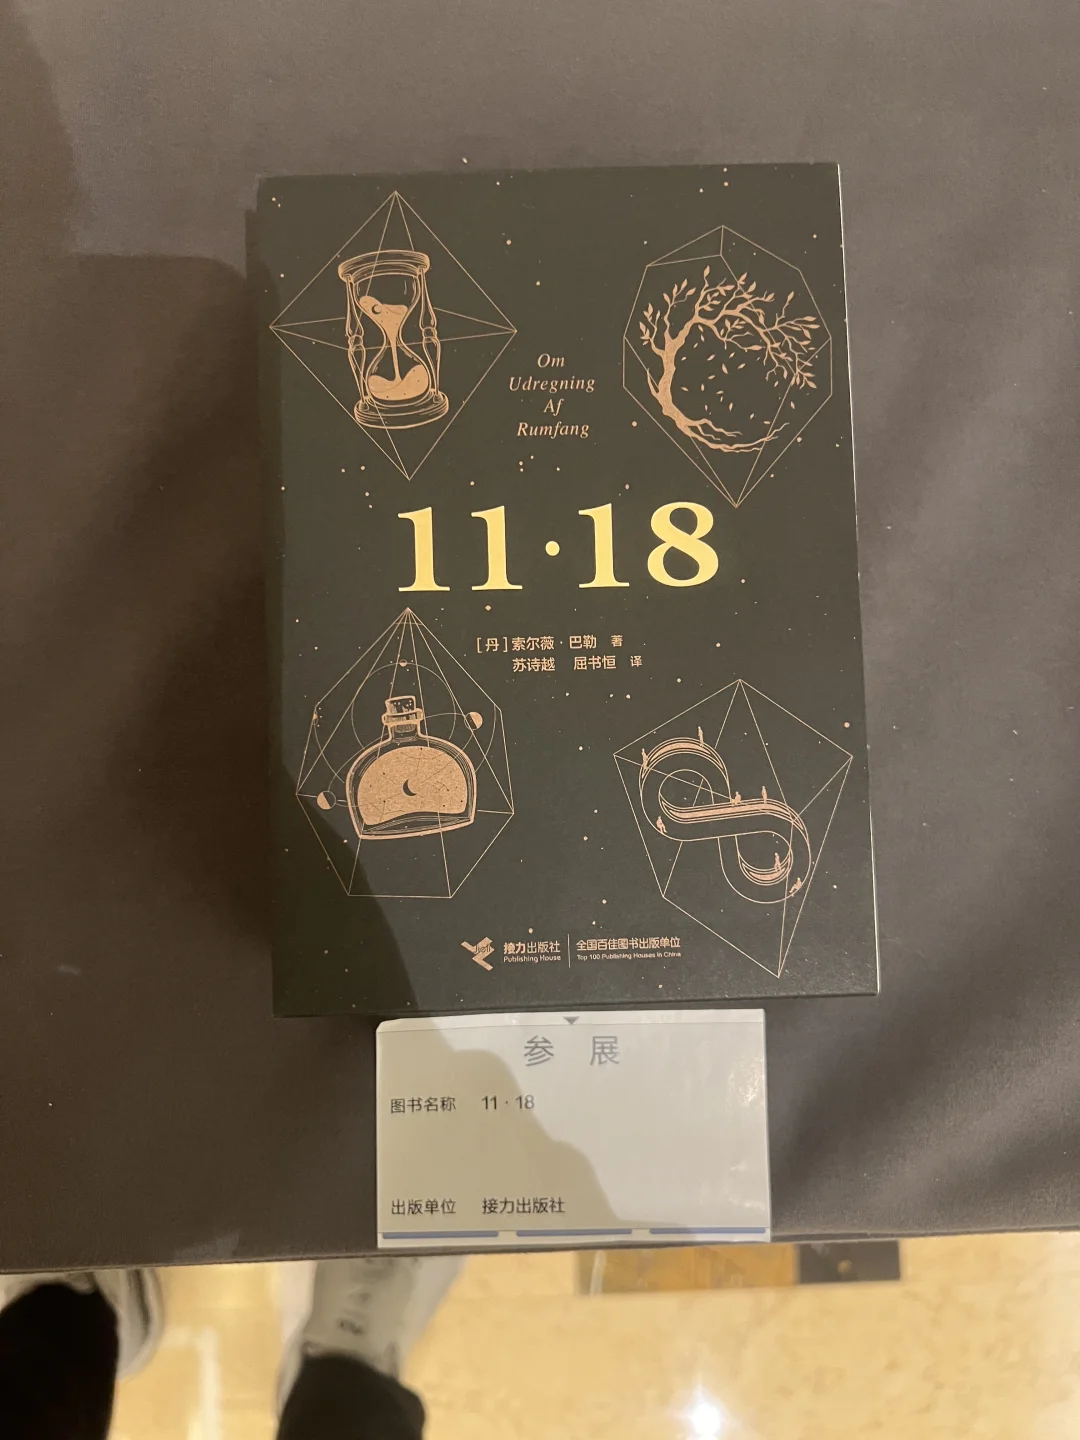 Om
Udregning
Af
Rumfang
11·18
[丹]索尔薇·巴勒 著
苏诗越 屈书恒 译
接力出版社
Publishing House
全国百佳图书出版单位
Top 100 Publishing Houses in China
参 展
图书名称 11·18
出版单位 接力出版社